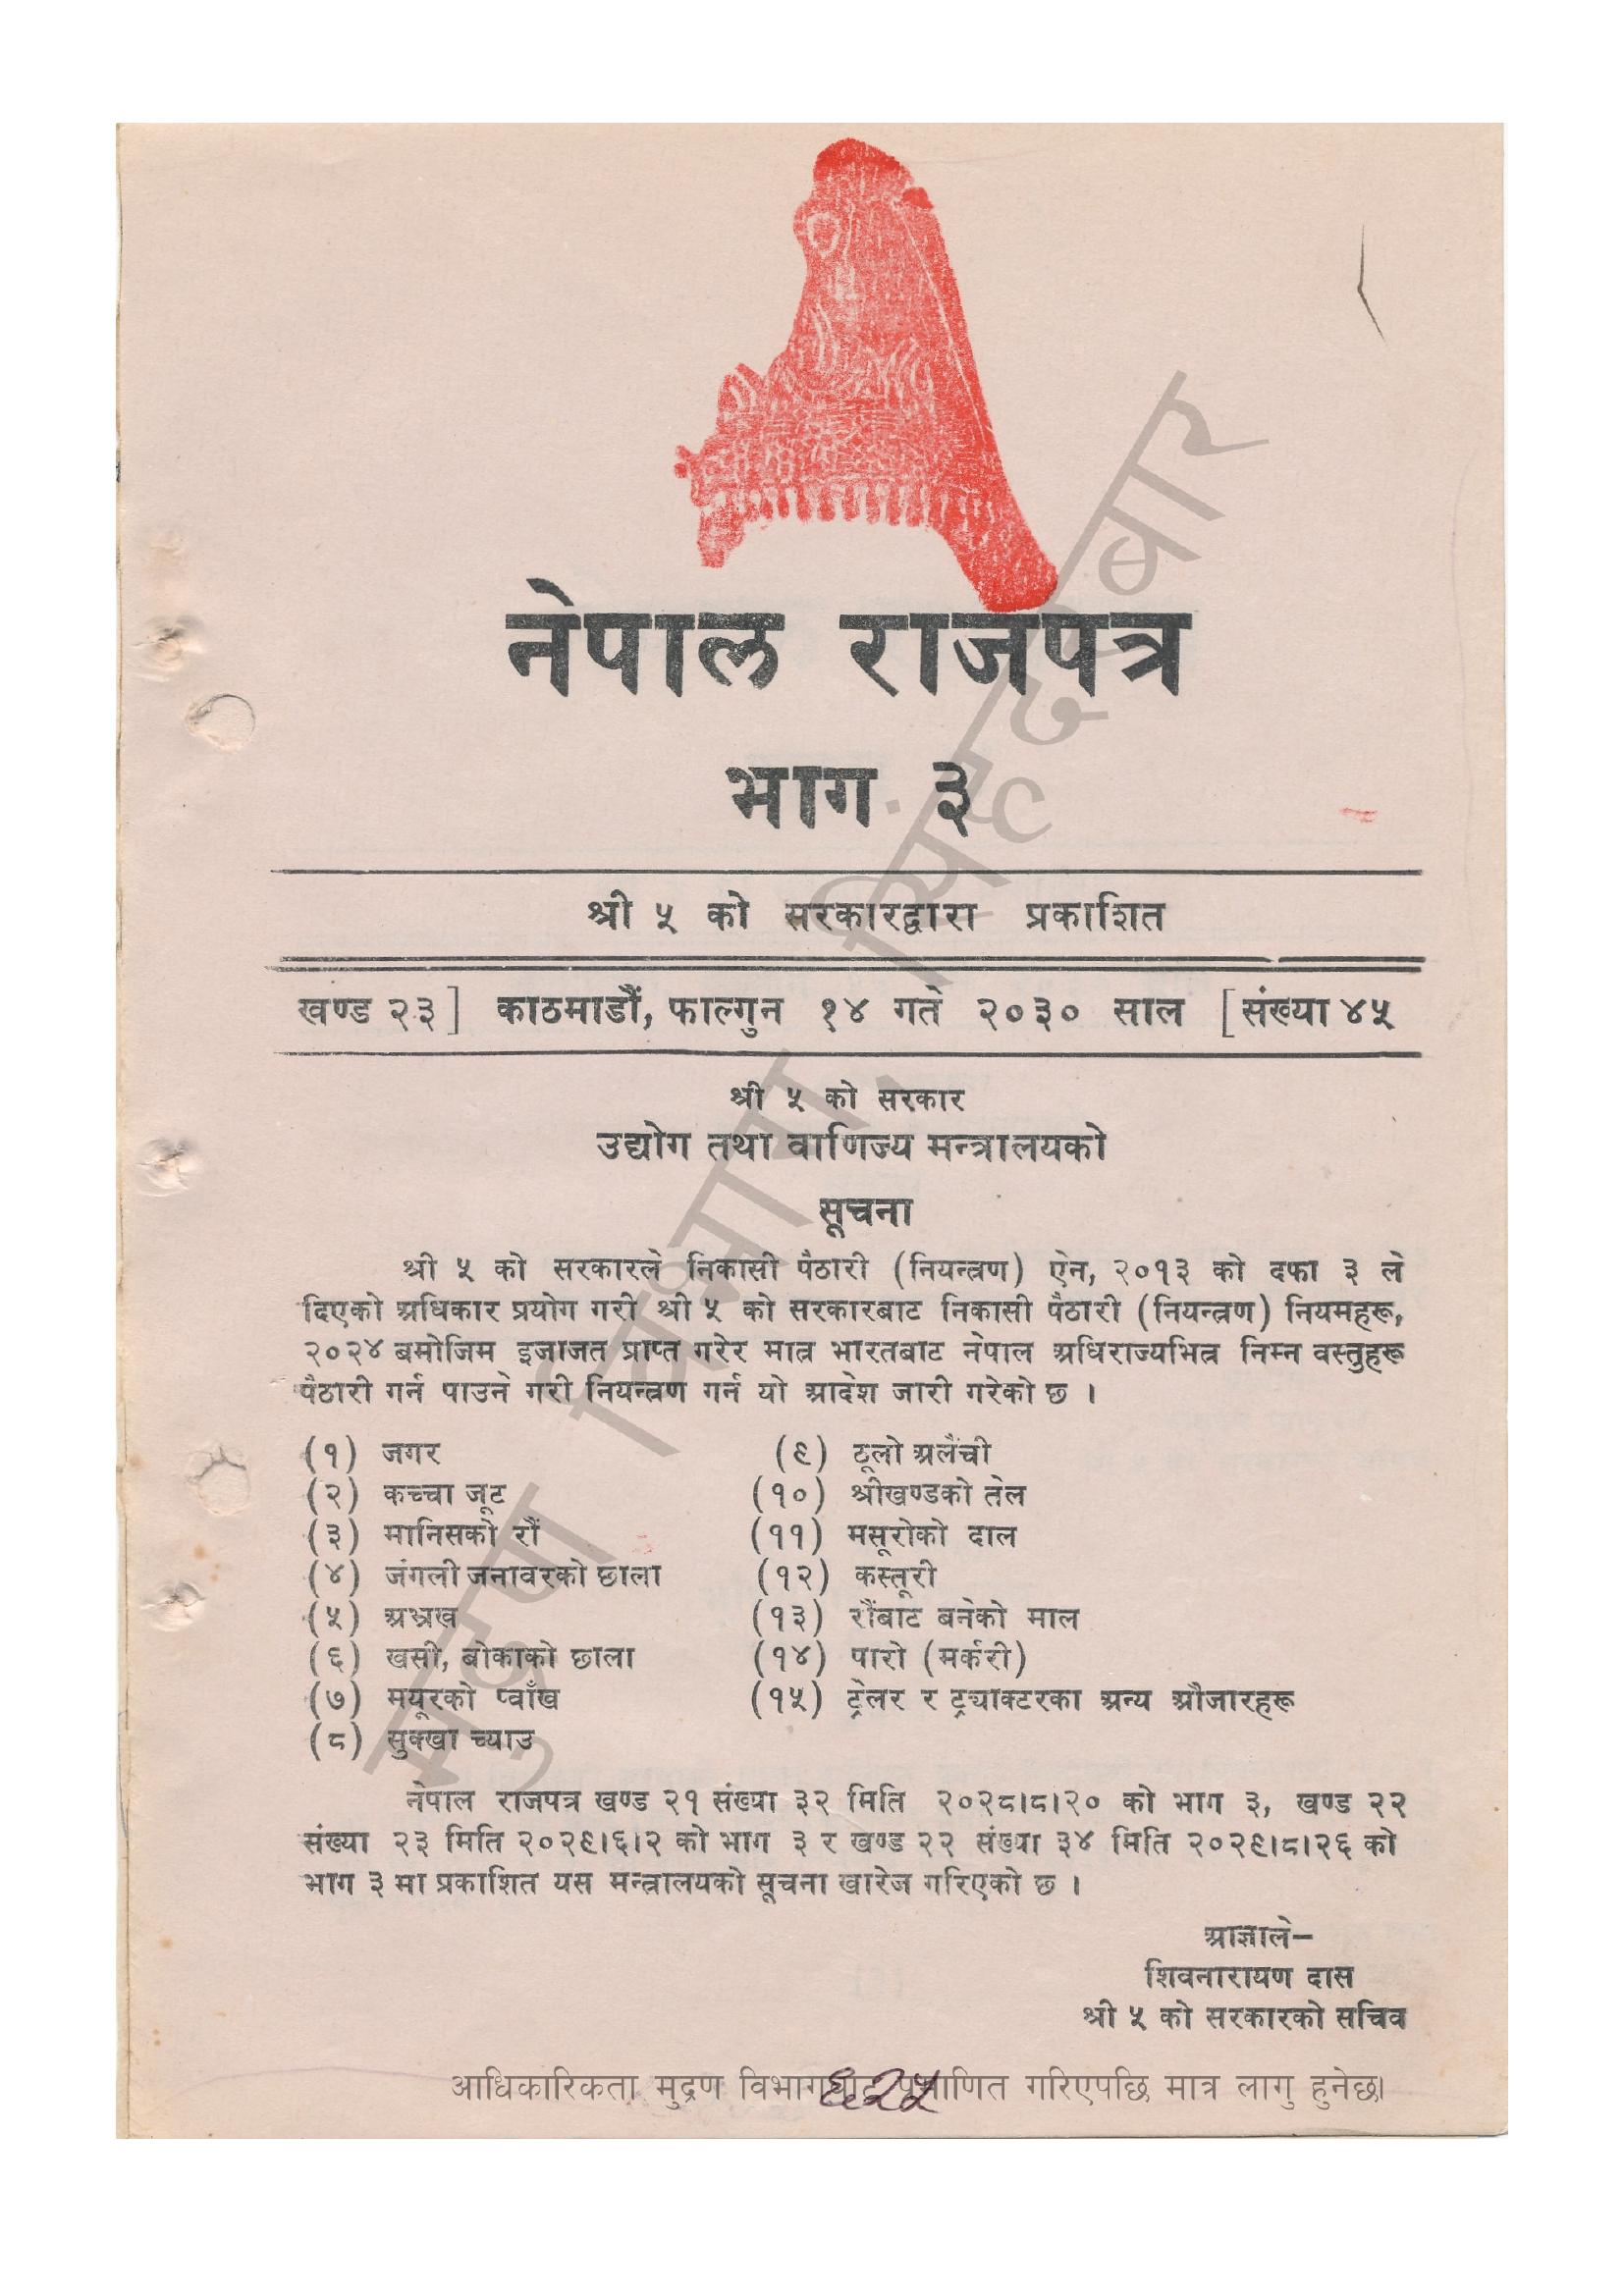 नेपाल राजपत्र
भाग ३
श्री ५ को सरकारद्वारा प्रकाशित
खण्ड २३] काठमाडौं, फाल्गुन १४ गते २०३० साल [संख्या ४५
श्री ५ को सरकार
उद्योग तथा वाणिज्य मन्त्रालयको
सूचना
श्री ५ को सरकारले निकासी पैठारी (नियन्त्रण) ऐन, २०१३ को दफा ३ ले
दिएको अधिकार प्रयोग गरी श्री ५ को सरकारबाट निकासी पैठारी (नियन्त्रण) नियमहरू,
२०२४ बमोजिम इजाजत प्राप्त गरेर मात्र भारतबाट नेपाल अधिराज्यभित्र निम्न वस्तुहरू
पैठारी गर्न पाउने गरी नियन्त्रण गर्न यो आदेश जारी गरेको छ ।
(१) जगर
(२) कच्चा जूट
(३) मानिसको रौं
(४) जंगली जनावरको छाला
(५) अभ्रख
(६) खसी, बोकाको छाला
(७) मयूरको प्वाँख
(८) सुक्खा च्याउ
(९) ठूलो अलैंची
(१०) श्रीखण्डको तेल
(११) मसूरोको दाल
(१२) कस्तूरी
(१३) रौंबाट बनेको माल
(१४) पारो (मर्करी)
(१५) ट्रेलर र ट्र्याक्टरका अन्य औजारहरू
नेपाल राजपत्र खण्ड २१ संख्या ३२ मिति २०२८।८।२० को भाग ३, खण्ड २२
संख्या २३ मिति २०२९।६।२ को भाग ३ र खण्ड २२ संख्या ३४ मिति २०२९।८।२६ को
भाग ३ मा प्रकाशित यस मन्त्रालयको सूचना खारेज गरिएको छ ।
आज्ञाले–
शिवनारायण दास
श्री ५ को सरकारको सचिव
आधिकारिकता मुद्रण विभागबाट प्रमाणित गरिएपछि मात्र लागु हुनेछ।
६२५
मुद्रण विभाग, सिंहदरबार